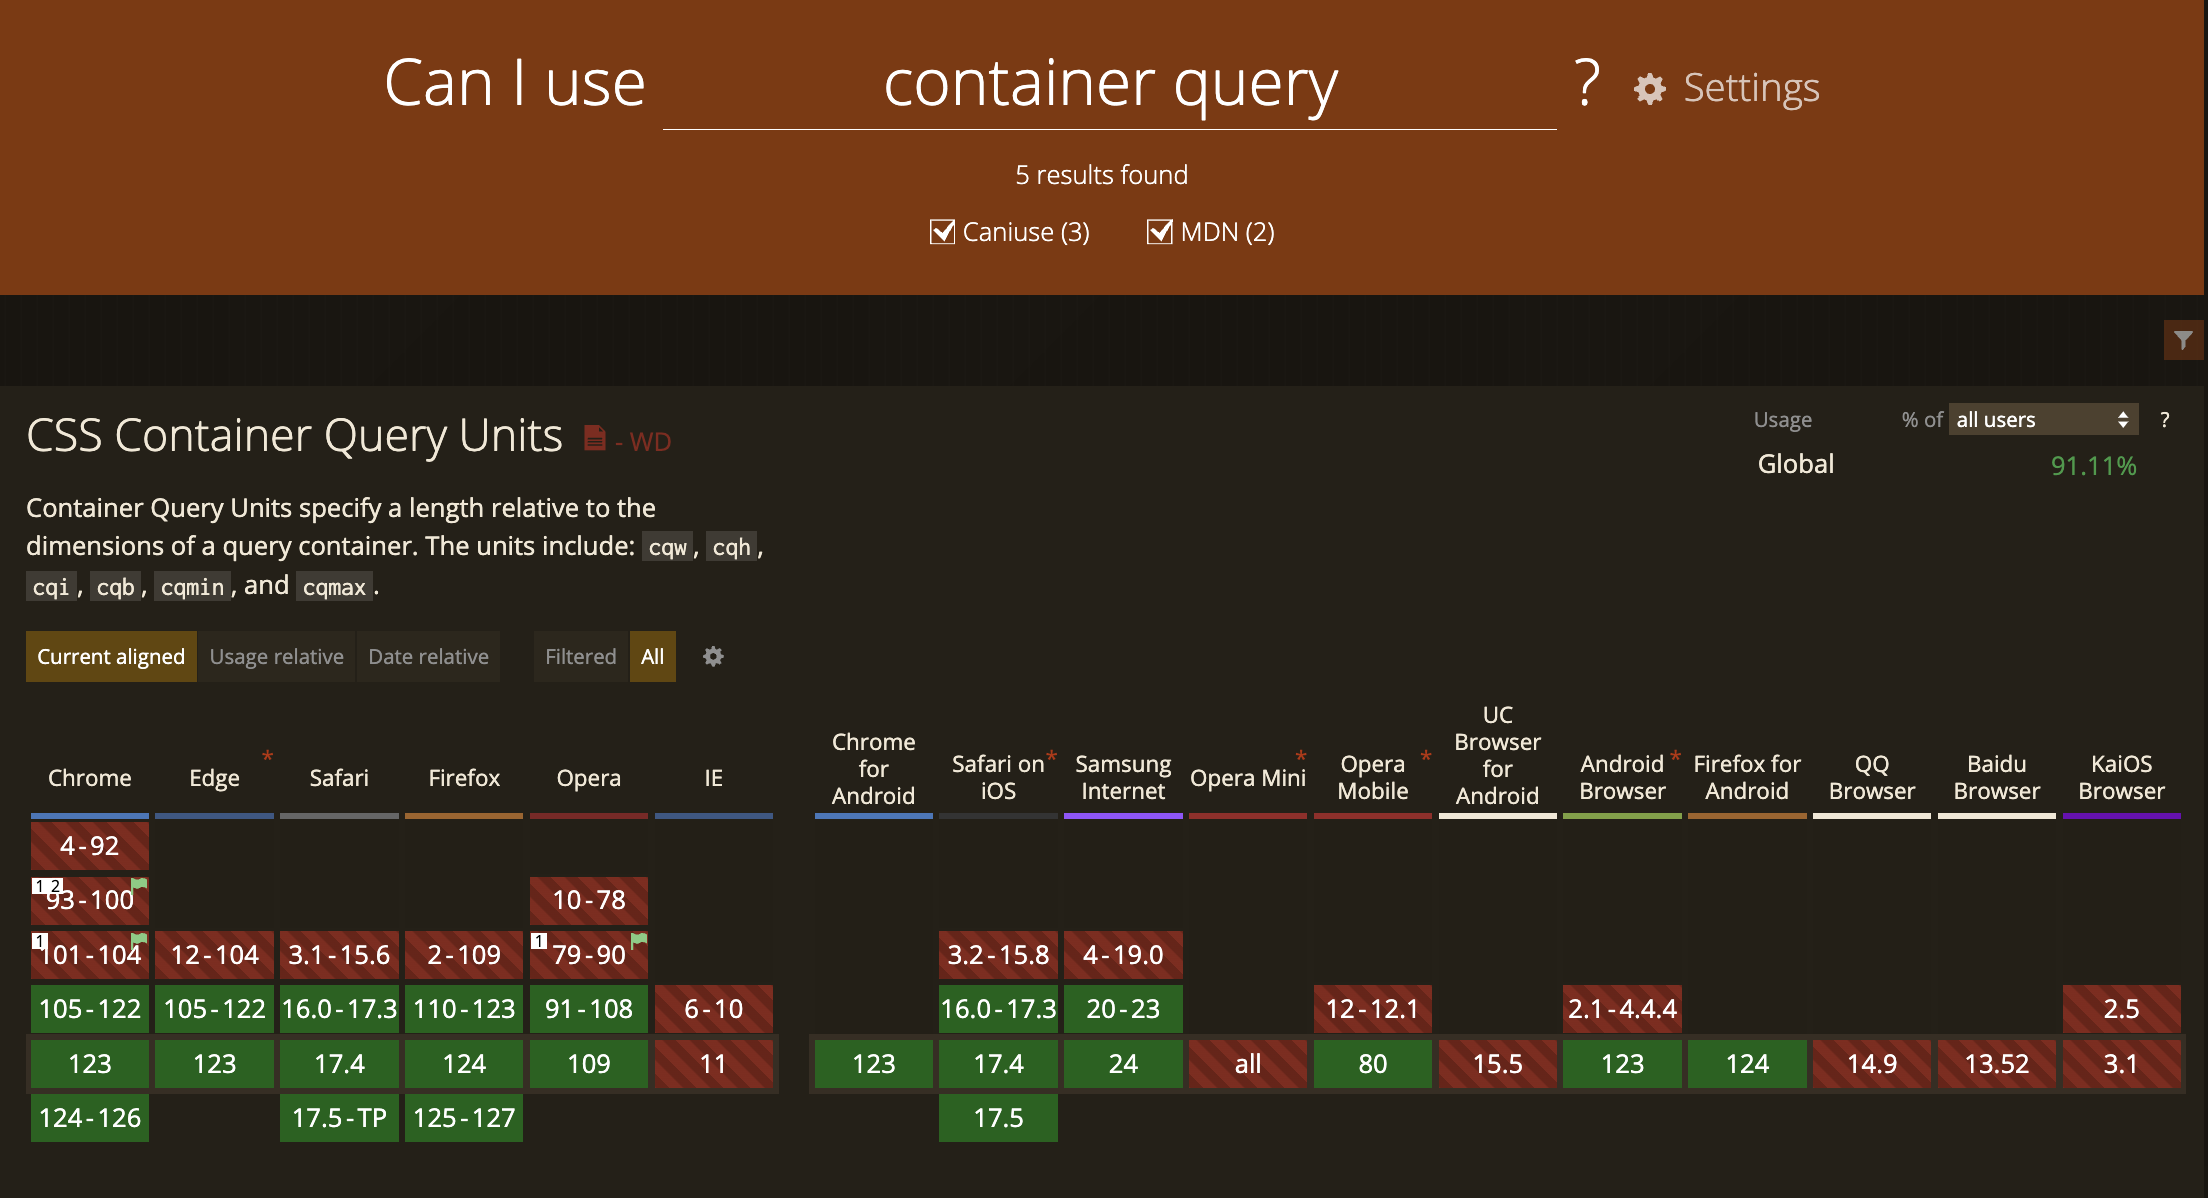 Can I use container query ? Settings
5 results found
Caniuse (3) MDN (2)
CSS Container Query Units - WD
Usage % of all users ?
Global 91.11%
Container Query Units specify a length relative to the
dimensions of a query container. The units include: cqw, cqh,
cqi, cqb, cqmin, and cqmax.
Current aligned Usage relative Date relative Filtered All
Chrome
Edge *
Safari
Firefox
Opera
IE
Chrome
for
Android
Safari on *
iOS
Samsung
Internet
Opera Mini *
Opera *
Mobile
UC
Browser
for
Android
Android *
Browser
Firefox for
Android
QQ
Browser
Baidu
Browser
KaiOS
Browser
4-92
1 2 93-100 10-78
1 101-104 12-104 3.1-15.6 2-109 1 79-90 3.2-15.8 4-19.0
105-122 105-122 16.0-17.3 110-123 91-108 6-10 16.0-17.3 20-23 12-12.1 2.1-4.4.4 2.5
123 123 17.4 124 109 11 123 17.4 24 all 80 15.5 123 124 14.9 13.52 3.1
124-126 17.5-TP 125-127 17.5